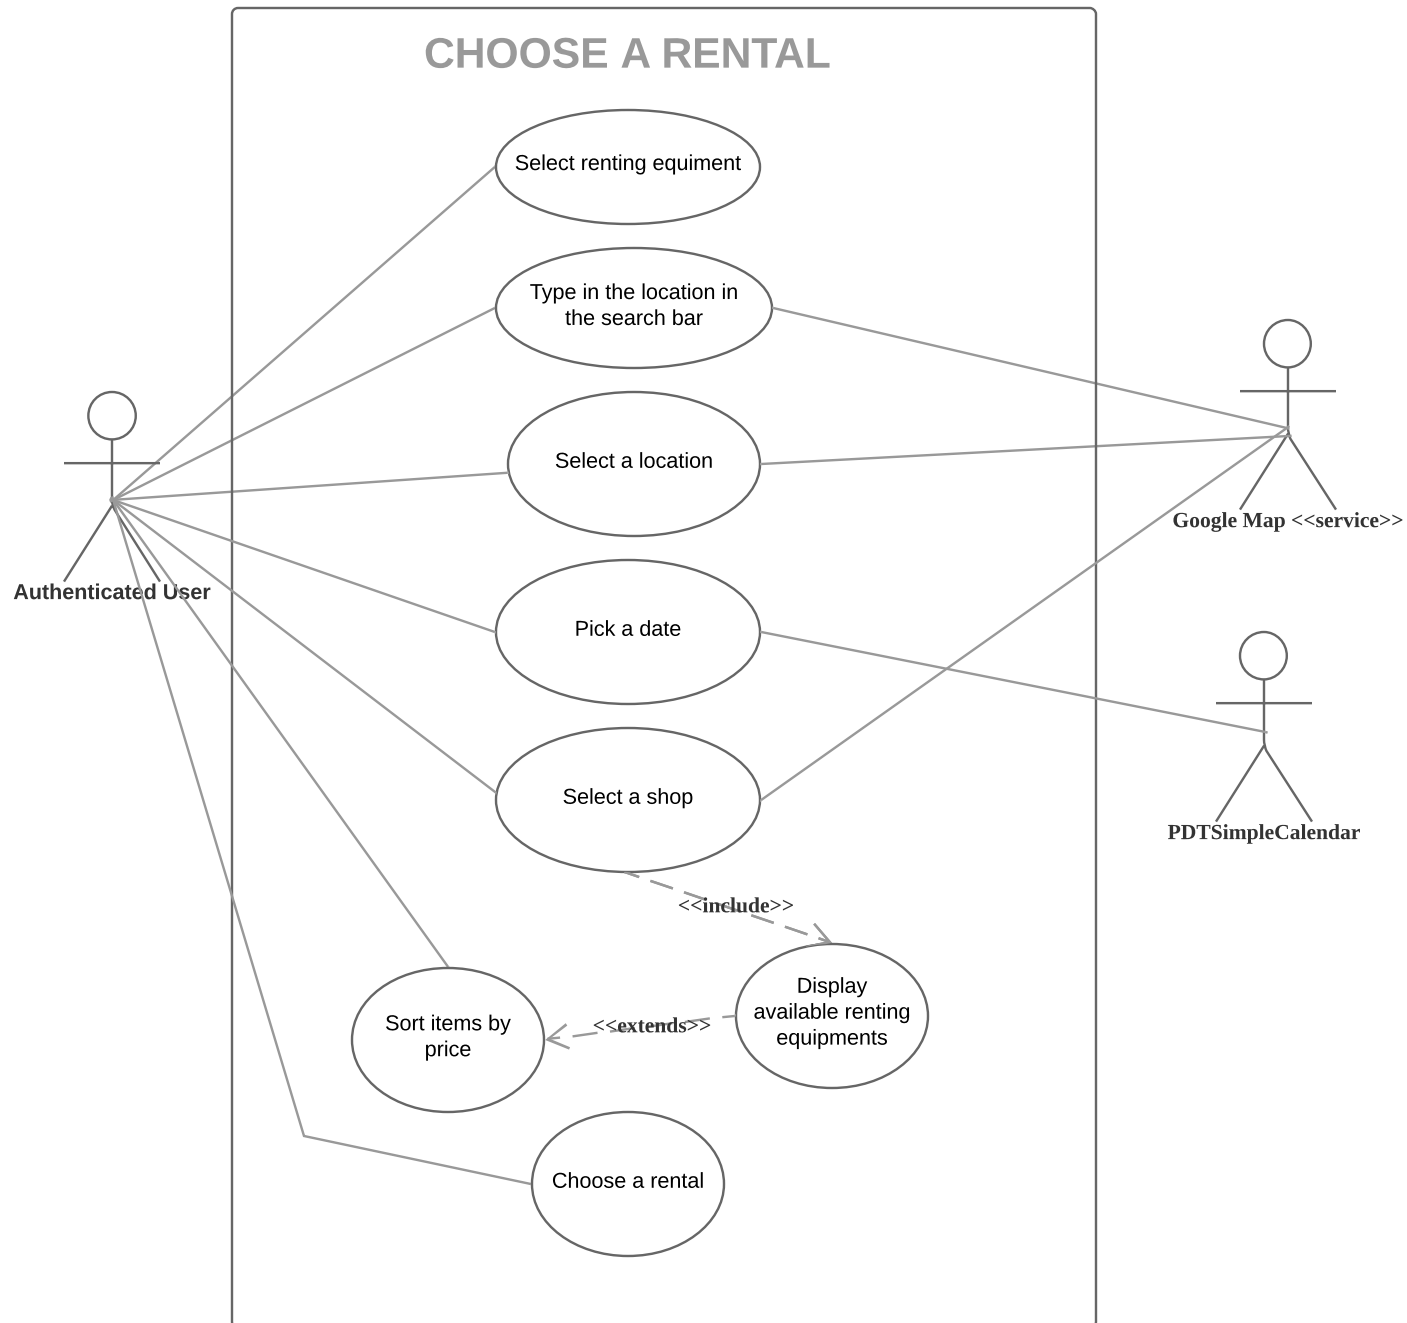 CHOOSE A RENTAL
Select renting equiment
Type in the location in
the search bar
Select a location
Google Map <<service>>
Authenticated User
Pick a date
Select a shop
PDTSimpleCalendar
<<include>>
Display
available renting
equipments
<<extends>>
Sort items by
price
Choose a rental